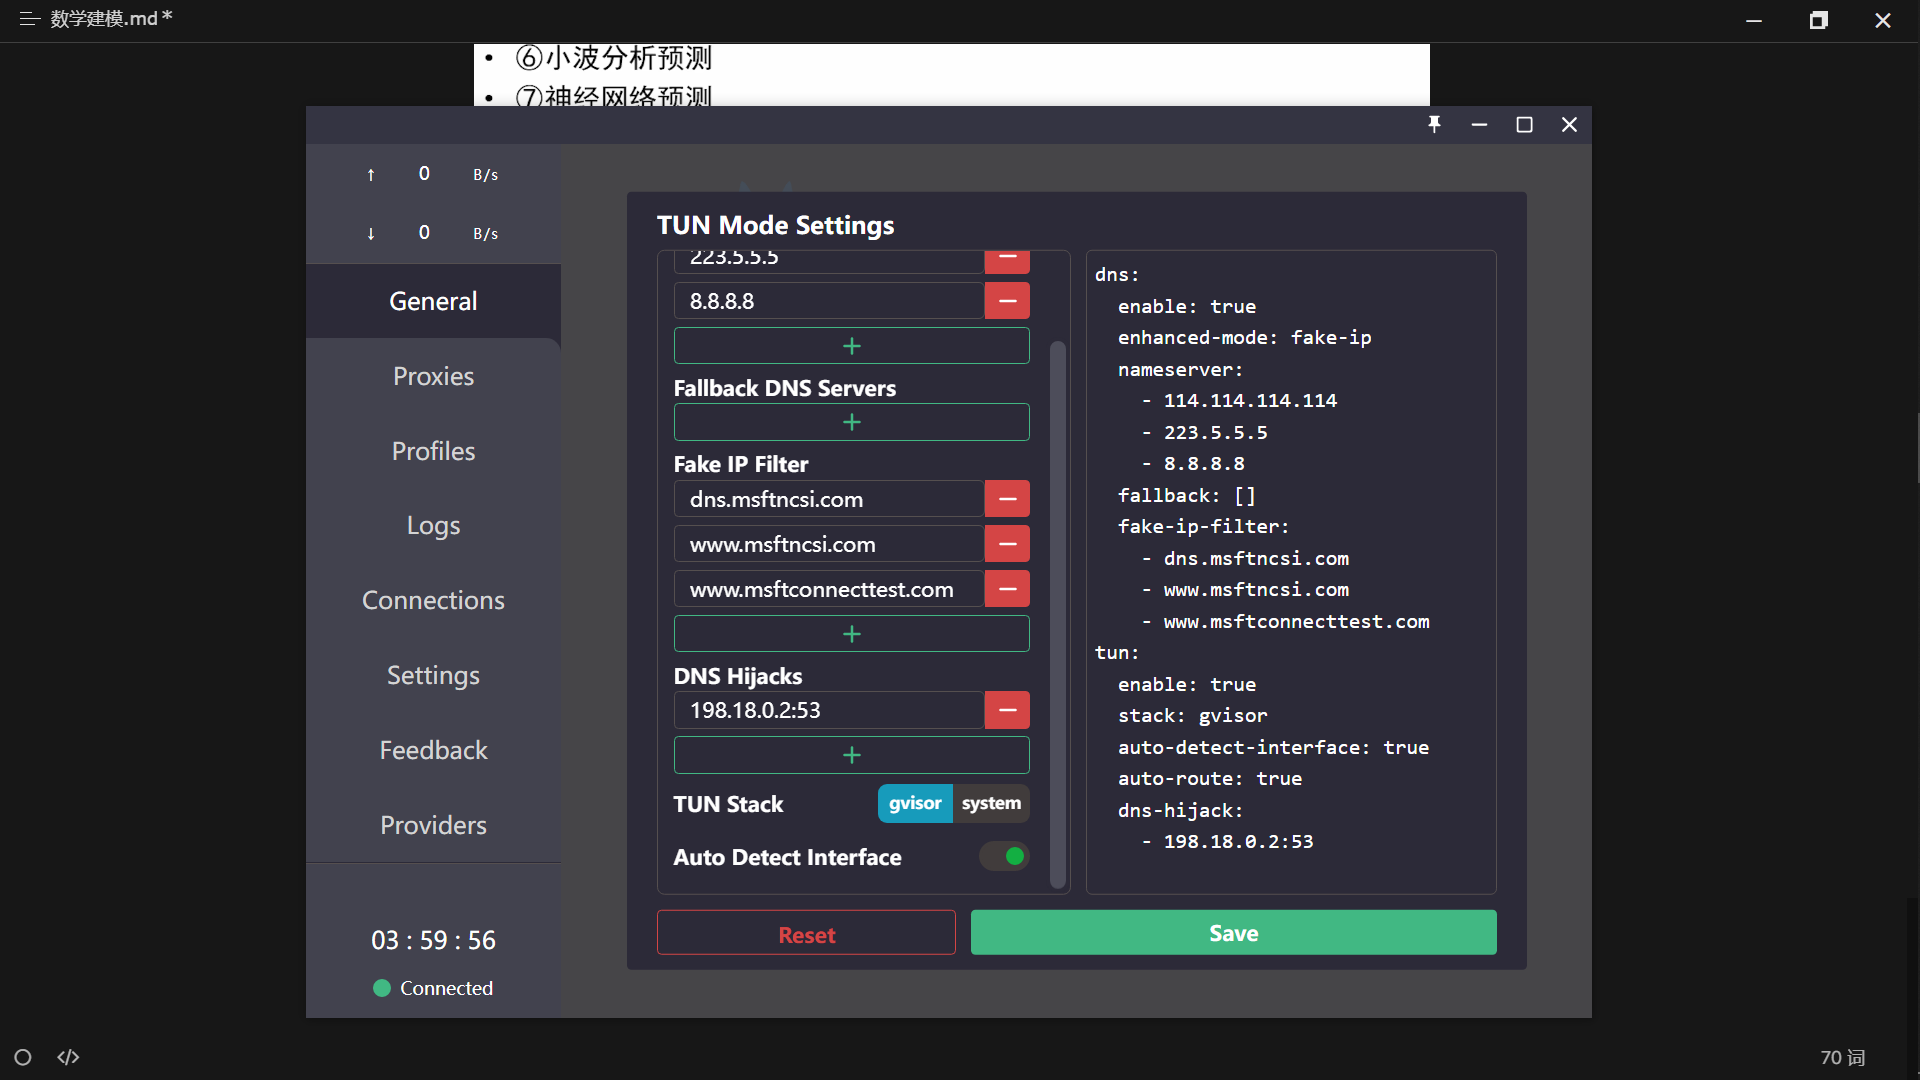 数学建模.md*
• ⑥小波分析预测
• ⑦神经网络预测
↑ 0 B/s
↓ 0 B/s
General
Proxies
Profiles
Logs
Connections
Settings
Feedback
Providers
03 : 59 : 56
Connected
TUN Mode Settings
223.5.5.5
8.8.8.8
+
Fallback DNS Servers
+
Fake IP Filter
dns.msftncsi.com
www.msftncsi.com
www.msftconnecttest.com
+
DNS Hijacks
198.18.0.2:53
+
TUN Stack gvisor system
Auto Detect Interface
dns:
enable: true
enhanced-mode: fake-ip
nameserver:
- 114.114.114.114
- 223.5.5.5
- 8.8.8.8
fallback: []
fake-ip-filter:
- dns.msftncsi.com
- www.msftncsi.com
- www.msftconnecttest.com
tun:
enable: true
stack: gvisor
auto-detect-interface: true
auto-route: true
dns-hijack:
- 198.18.0.2:53
Reset
Save
</> 70 词